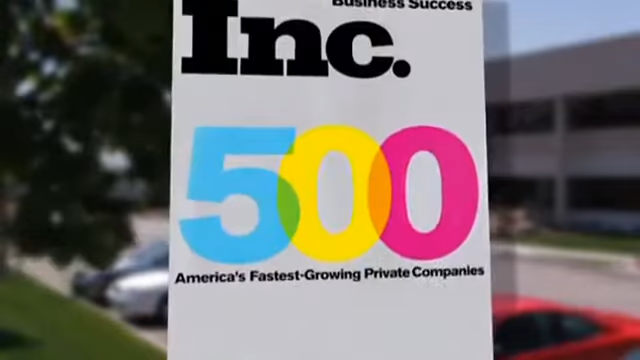 Business Success
Inc.
500
America's Fastest-Growing Private Companies